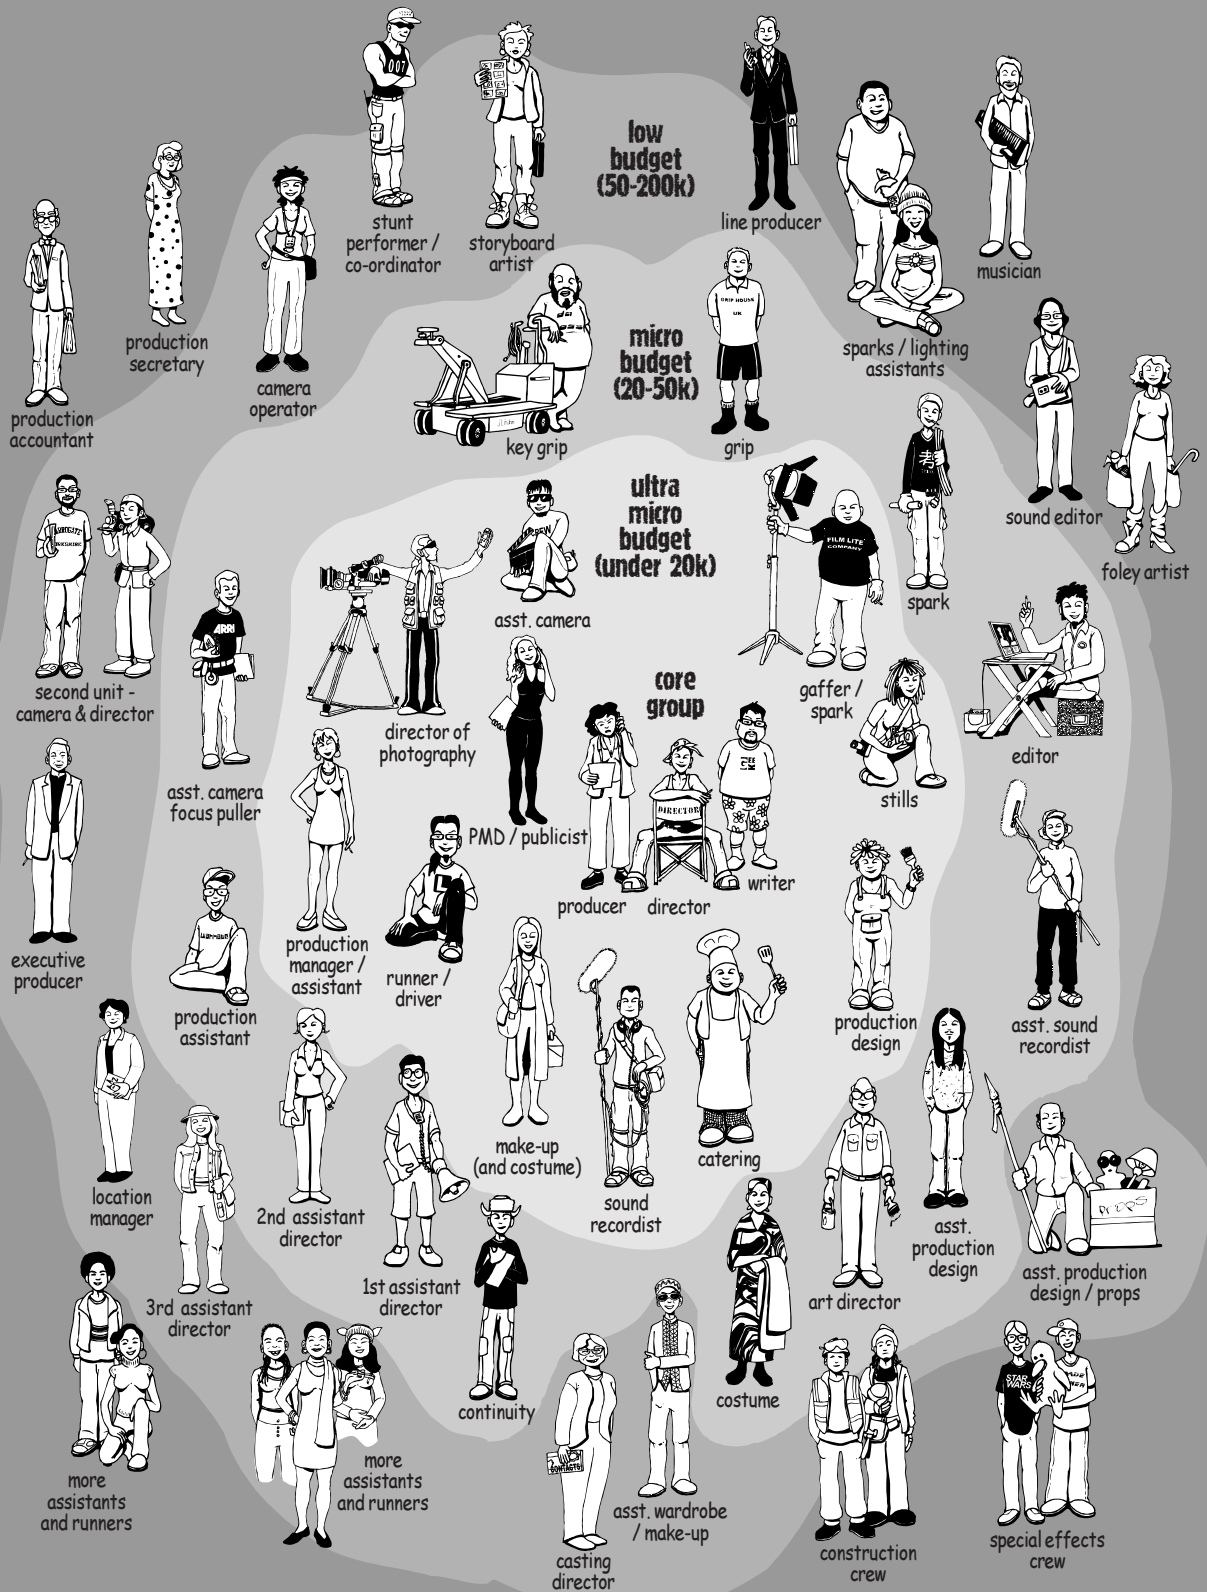 007
low
budget
(50-200k)
stunt
performer /
co-ordinator
storyboard
artist
line producer
musician
production
secretary
camera
operator
production
accountant
GRIP HOUSE
UK
micro
budget
(20-50k)
key grip
grip
sparks / lighting
assistants
考
sound editor
foley artist
spark
ultra
micro
budget
(under 20k)
asst. camera
FILM LITE
COMPANY
ARRI
second unit -
camera & director
director of
photography
core
group
gaffer /
spark
editor
asst. camera
focus puller
stills
PMD / publicist
DIRECTOR
L
writer
producer
director
executive
producer
production
manager /
assistant
runner /
driver
production
assistant
production
design
asst. sound
recordist
make-up
(and costume)
catering
sound
recordist
location
manager
2nd assistant
director
asst.
production
design
props
asst. production
design / props
1st assistant
director
art director
3rd assistant
director
continuity
costume
STAR
WARS
more
assistants
and runners
more
assistants
and runners
CONTACTS
asst. wardrobe
/ make-up
casting
director
construction
crew
special effects
crew